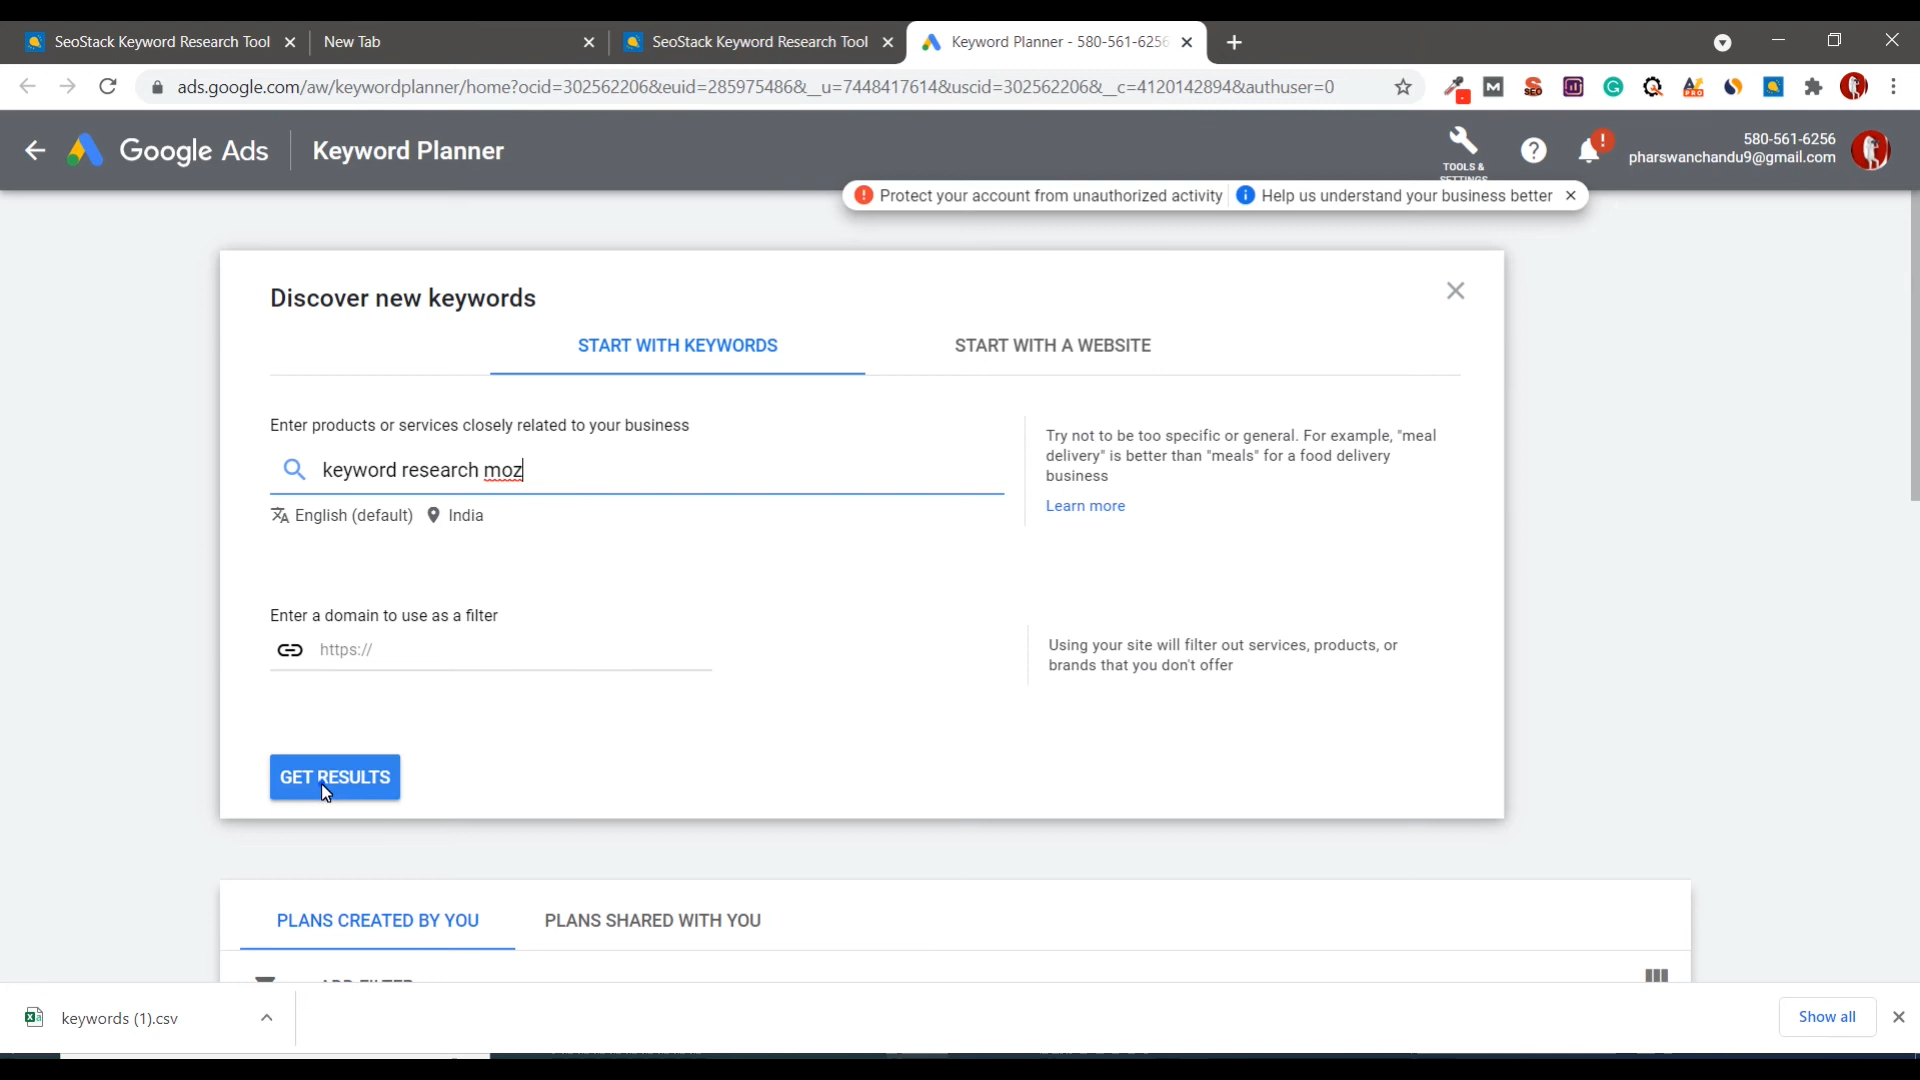 SeoStack Keyword Research Tool
New Tab
SeoStack Keyword Research Tool
Keyword Planner - 580-561-6256
ads.google.com/aw/keywordplanner/home?ocid=302562206&euid=285975486&__u=7448417614&uscid=302562206&__c=4120142894&authuser=0
Google Ads
Keyword Planner
TOOLS &
SETTINGS
580-561-6256
pharswanchandu9@gmail.com
Protect your account from unauthorized activity
Help us understand your business better
Discover new keywords
START WITH KEYWORDS
START WITH A WEBSITE
Enter products or services closely related to your business
keyword research moz
English (default)
India
Try not to be too specific or general. For example, "meal
delivery" is better than "meals" for a food delivery
business
Learn more
Enter a domain to use as a filter
https://
Using your site will filter out services, products, or
brands that you don't offer
GET RESULTS
PLANS CREATED BY YOU
PLANS SHARED WITH YOU
ADD FILTER
keywords (1).csv
Show all